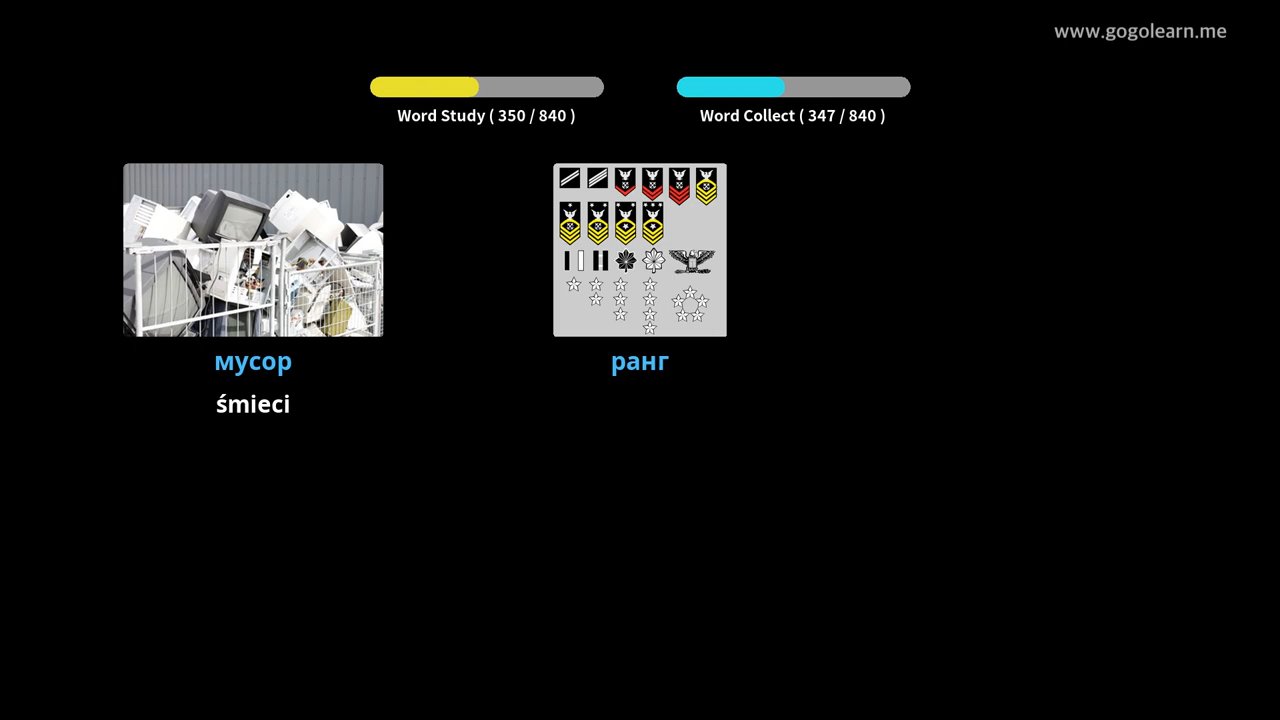 www.gogolearn.me
Word Study ( 350 / 840 )
Word Collect ( 347 / 840 )
мусор
ранг
śmieci